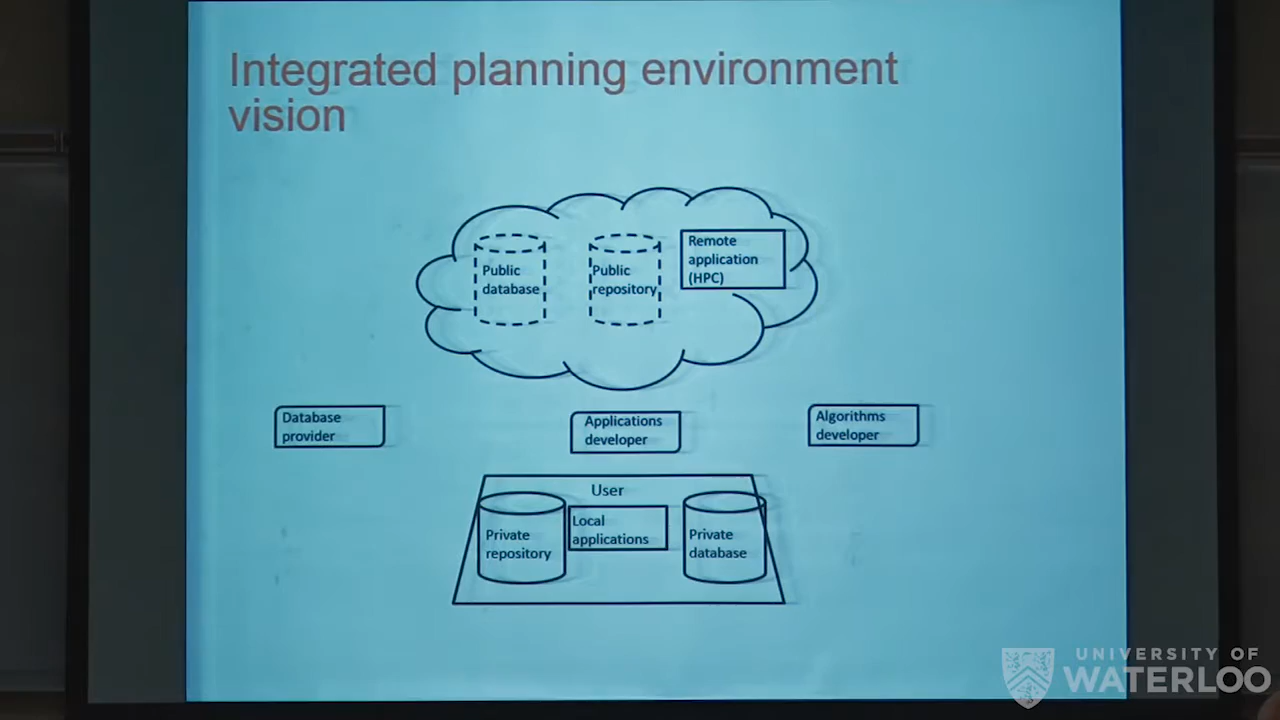 Integrated planning environment
vision
Public
database
Public
repository
Remote
application
(HPC)
Database
provider
Applications
developer
Algorithms
developer
User
Private
repository
Local
applications
Private
database
UNIVERSITY OF
WATERLOO